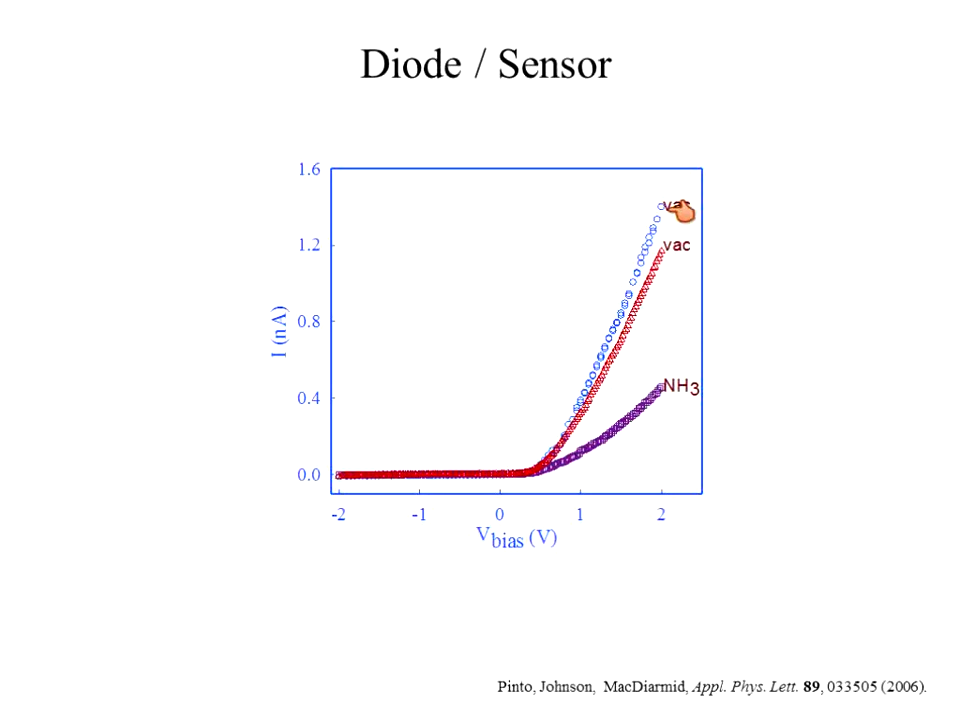 Diode / Sensor
1.6
1.2
0.8
0.4
0.0
I (nA)
vac
vac
NH3
-2
-1
0
1
2
Vbias (V)
Pinto, Johnson, MacDiarmid, Appl. Phys. Lett. 89, 033505 (2006).